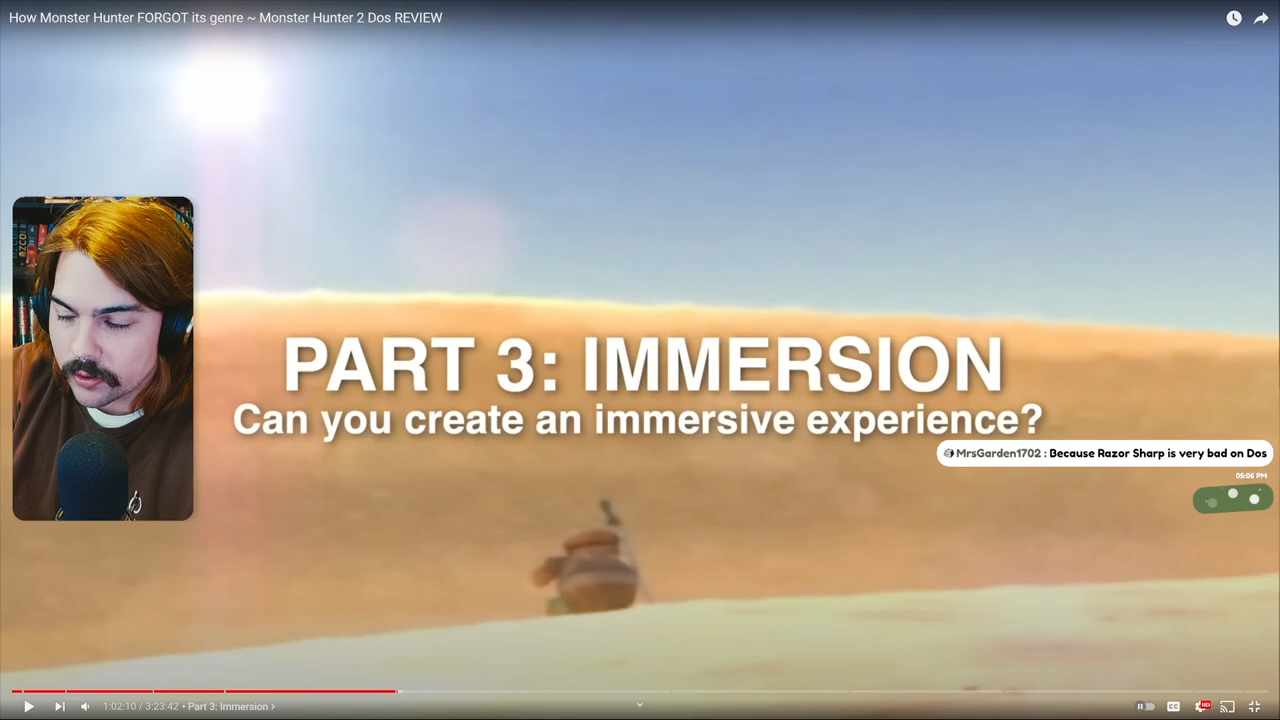 How Monster Hunter FORGOT its genre ~ Monster Hunter 2 Dos REVIEW
PART 3: IMMERSION
Can you create an immersive experience?
MrsGarden1702 : Because Razor Sharp is very bad on Dos
05:06 PM
1:02:10 / 3:23:42 • Part 3: Immersion
CC
HD